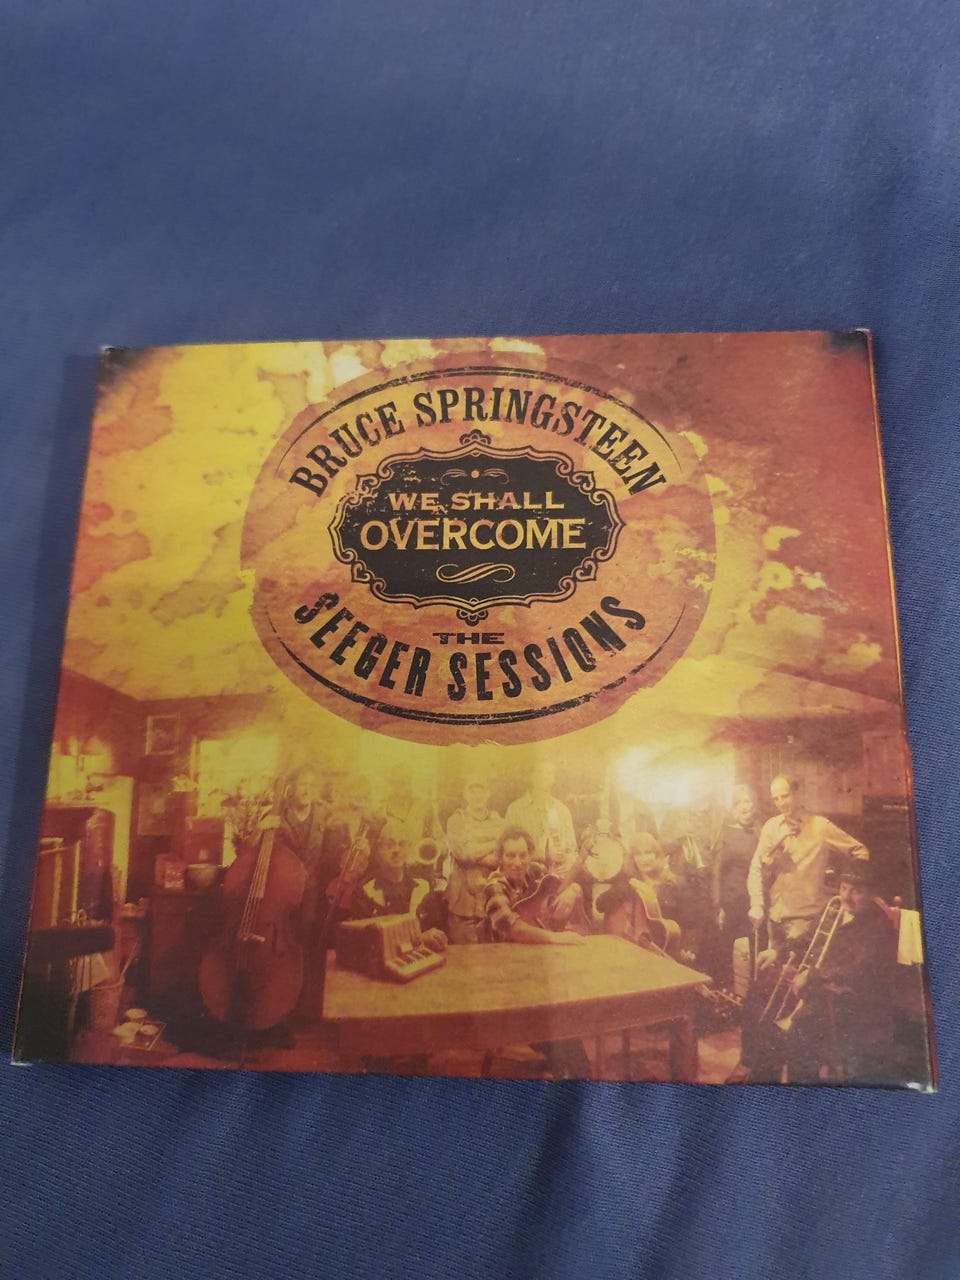 BRUCE SPRINGSTEEN
WE SHALL
OVERCOME
THE
SEEGER SESSIONS